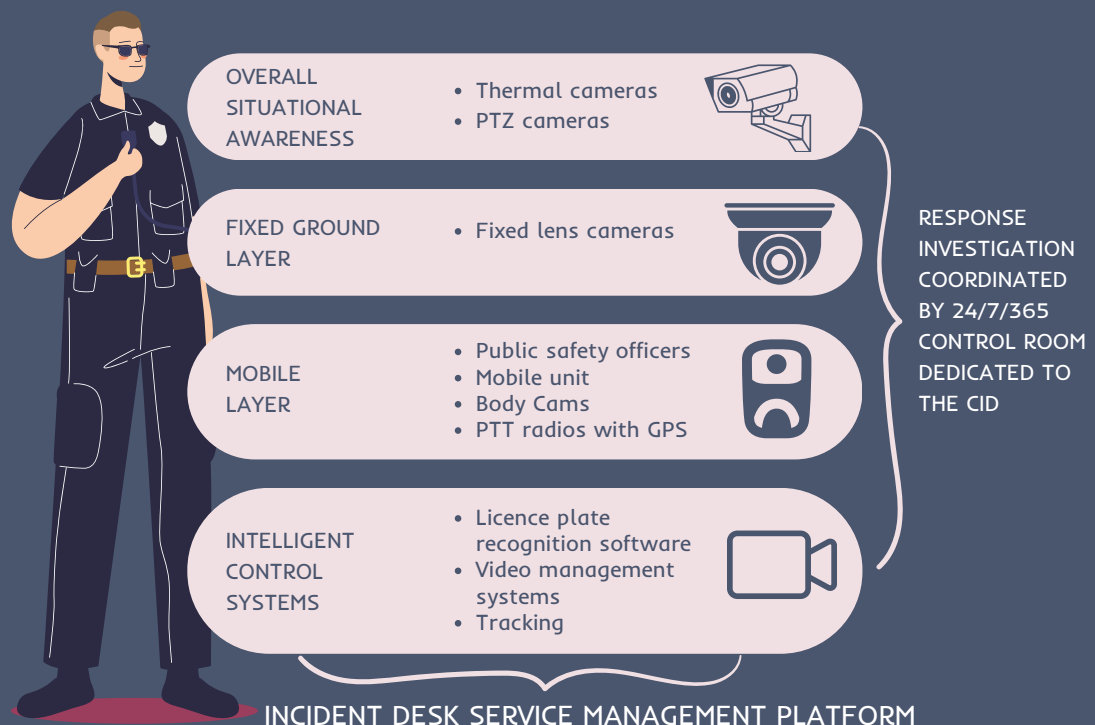 OVERALL
SITUATIONAL
AWARENESS
• Thermal cameras
• PTZ cameras
FIXED GROUND
LAYER
• Fixed lens cameras
MOBILE
LAYER
• Public safety officers
• Mobile unit
• Body Cams
• PTT radios with GPS
INTELLIGENT
CONTROL
SYSTEMS
• Licence plate
recognition software
• Video management
systems
• Tracking
RESPONSE
INVESTIGATION
COORDINATED
BY 24/7/365
CONTROL ROOM
DEDICATED TO
THE CID
INCIDENT DESK SERVICE MANAGEMENT PLATFORM